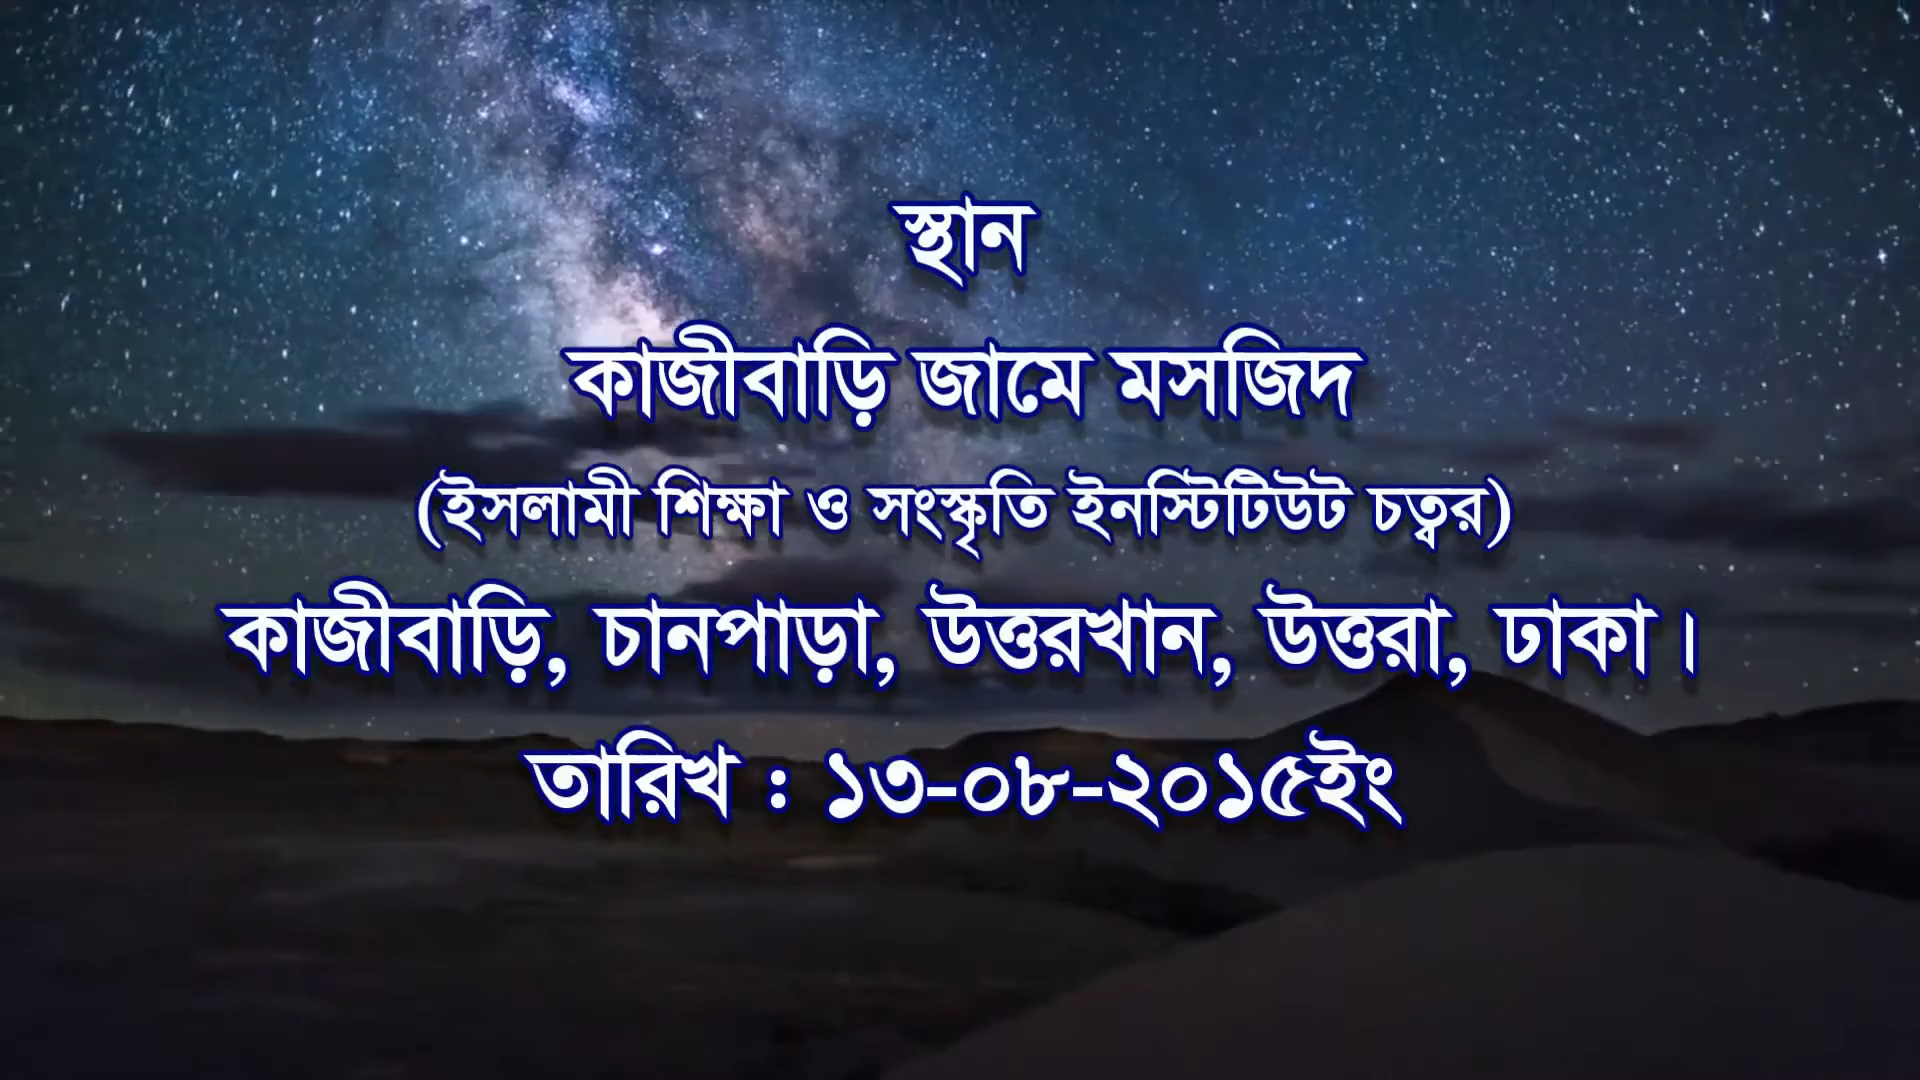 স্থান
কাজীবাড়ি জামে মসজিদ
(ইসলামী শিক্ষা ও সংস্কৃতি ইনস্টিটিউট চত্বর)
কাজীবাড়ি, চানপাড়া, উত্তরখান, উত্তরা, ঢাকা।
তারিখ : ১৩-০৮-২০১৫ইং